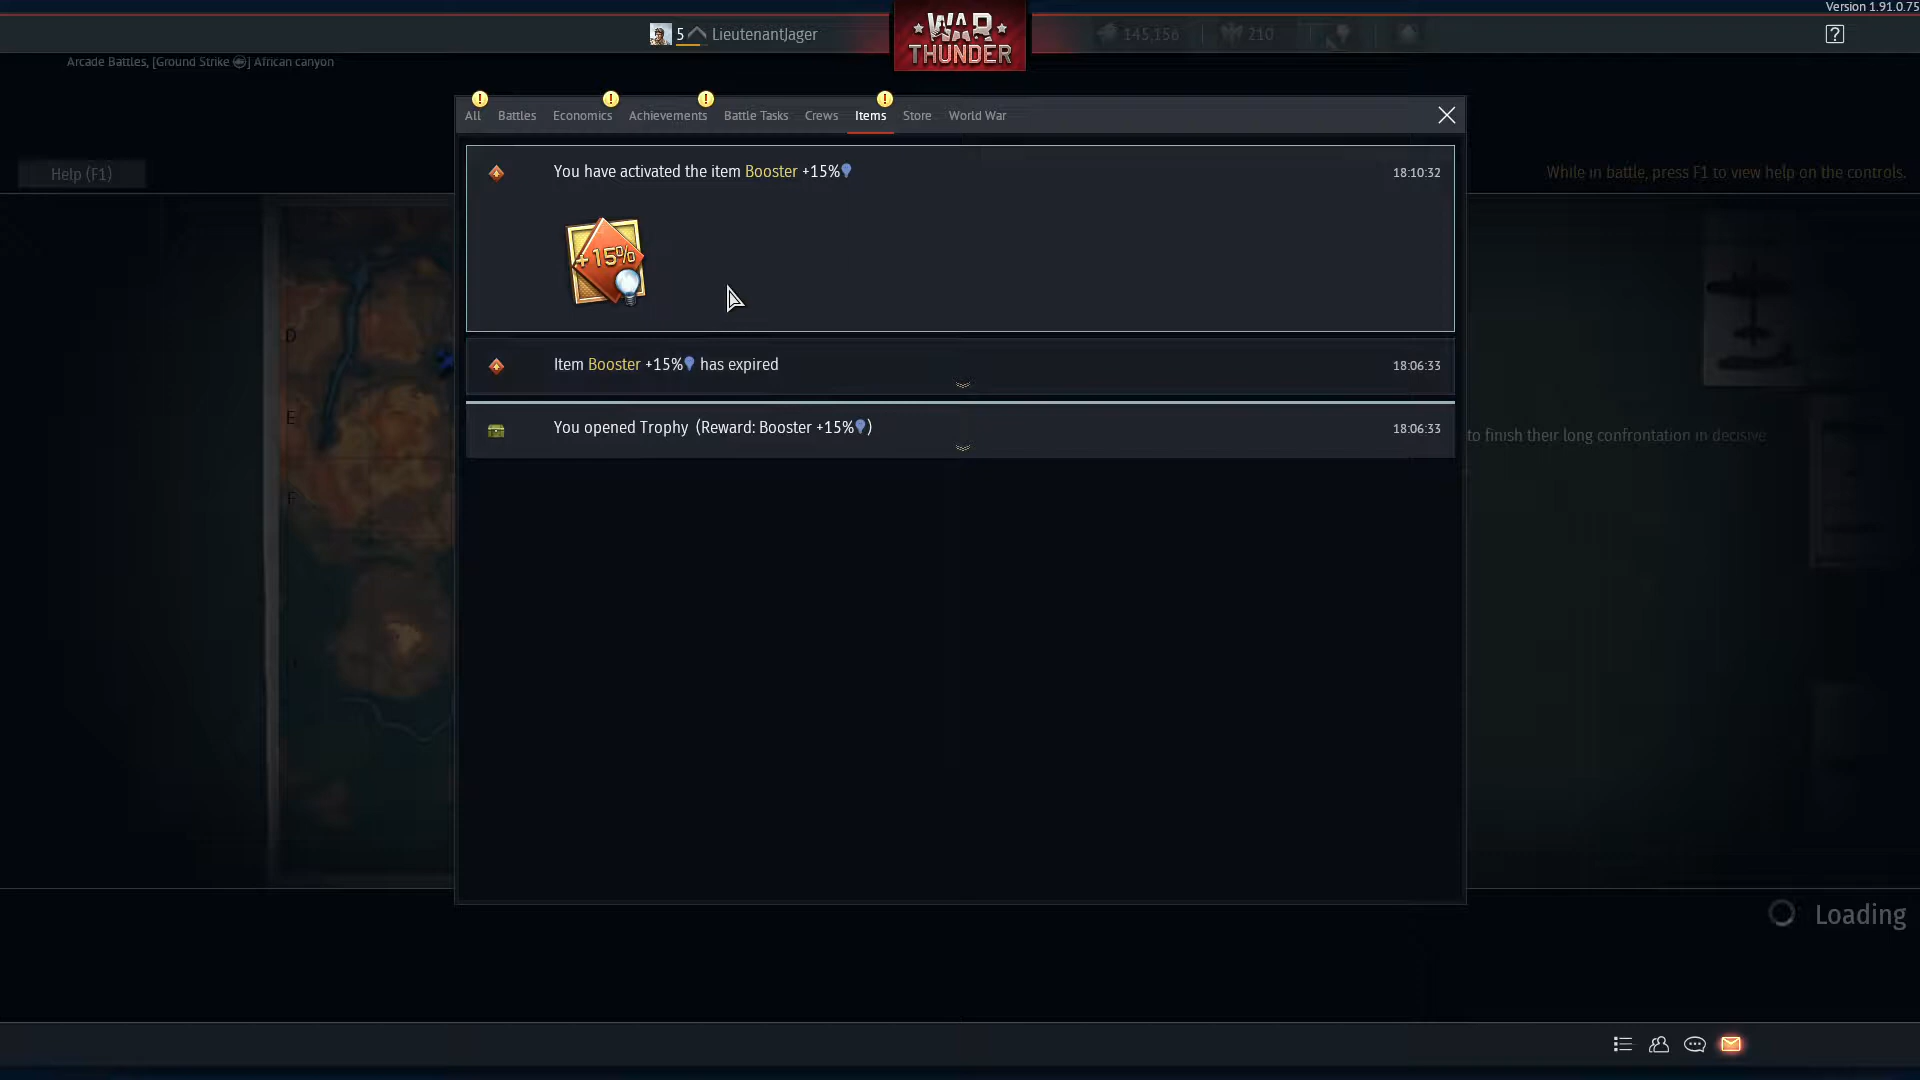 Version 1.91.0.75
5 LieutenantJager
WAR
THUNDER
145,156
210
?
Arcade Battles, [Ground Strike] African canyon
! ! ! !
All Battles Economics Achievements Battle Tasks Crews Items Store World War
Help (F1)
While in battle, press F1 to view help on the controls.
You have activated the item Booster +15%
18:10:32
+15%
D
Item Booster +15% has expired
18:06:33
E
You opened Trophy (Reward: Booster +15%)
18:06:33
to finish their long confrontation in decisive
F
Loading